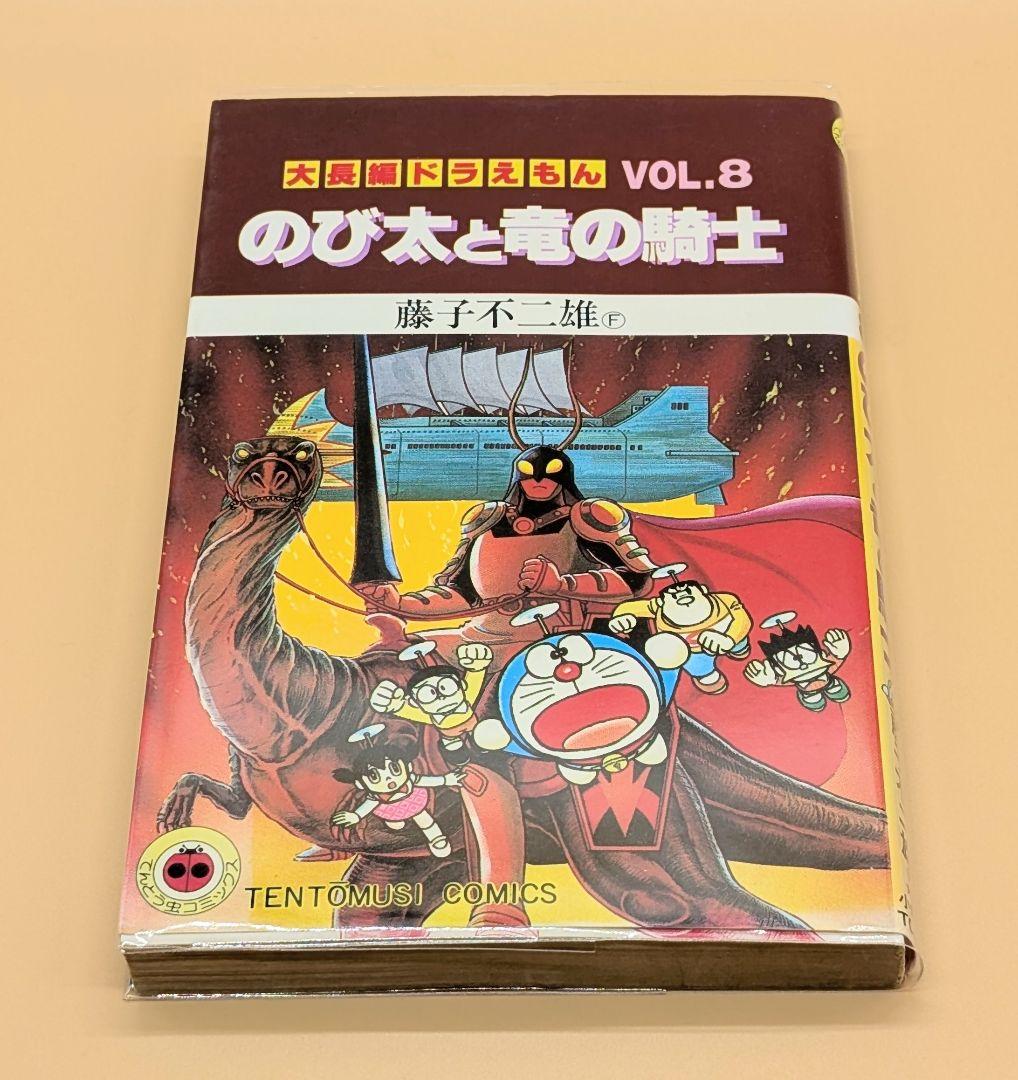 大長編ドラえもん VOL.8
のび太と竜の騎士
藤子不二雄Ⓕ
てんとう虫コミックス
TENTŌMUSI COMICS